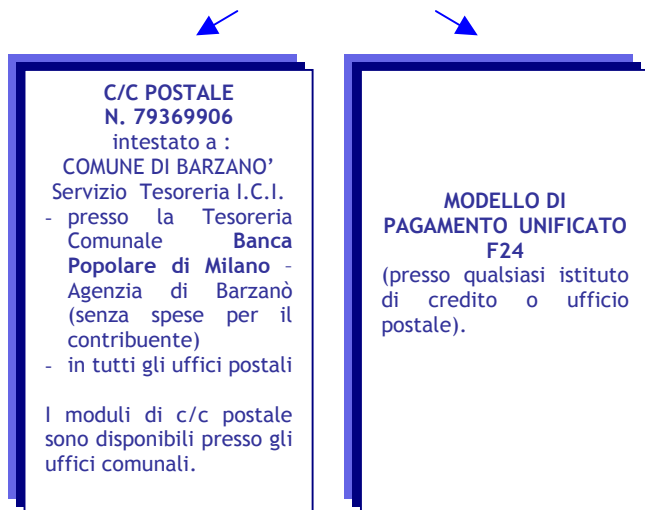 C/C POSTALE
N. 79369906
intestato a :
COMUNE DI BARZANO’
Servizio Tesoreria I.C.I.
- presso la Tesoreria
Comunale Banca
Popolare di Milano –
Agenzia di Barzanò
(senza spese per il
contribuente)
- in tutti gli uffici postali
I moduli di c/c postale
sono disponibili presso gli
uffici comunali.
MODELLO DI
PAGAMENTO UNIFICATO
F24
(presso qualsiasi istituto
di credito o ufficio
postale).